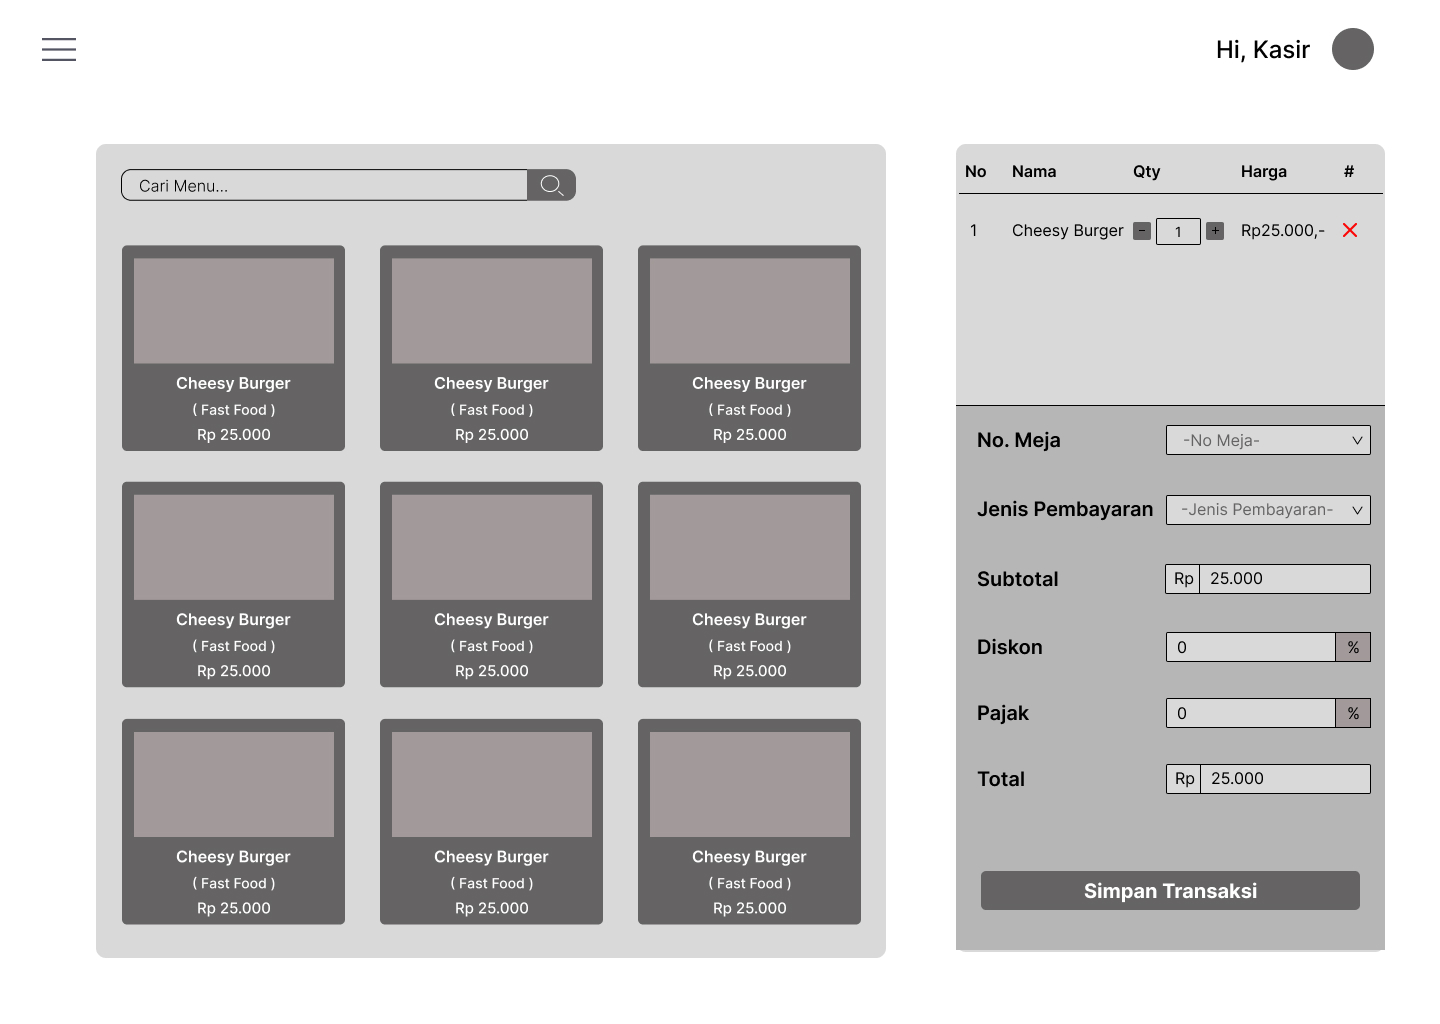 Hi, Kasir
Cari Menu...
Cheesy Burger
( Fast Food )
Rp 25.000
Cheesy Burger
( Fast Food )
Rp 25.000
Cheesy Burger
( Fast Food )
Rp 25.000
Cheesy Burger
( Fast Food )
Rp 25.000
Cheesy Burger
( Fast Food )
Rp 25.000
Cheesy Burger
( Fast Food )
Rp 25.000
Cheesy Burger
( Fast Food )
Rp 25.000
Cheesy Burger
( Fast Food )
Rp 25.000
Cheesy Burger
( Fast Food )
Rp 25.000
No Nama Qty Harga #
1 Cheesy Burger - 1 + Rp25.000,-
No. Meja -No Meja-
Jenis Pembayaran -Jenis Pembayaran-
Subtotal Rp 25.000
Diskon 0 %
Pajak 0 %
Total Rp 25.000
Simpan Transaksi